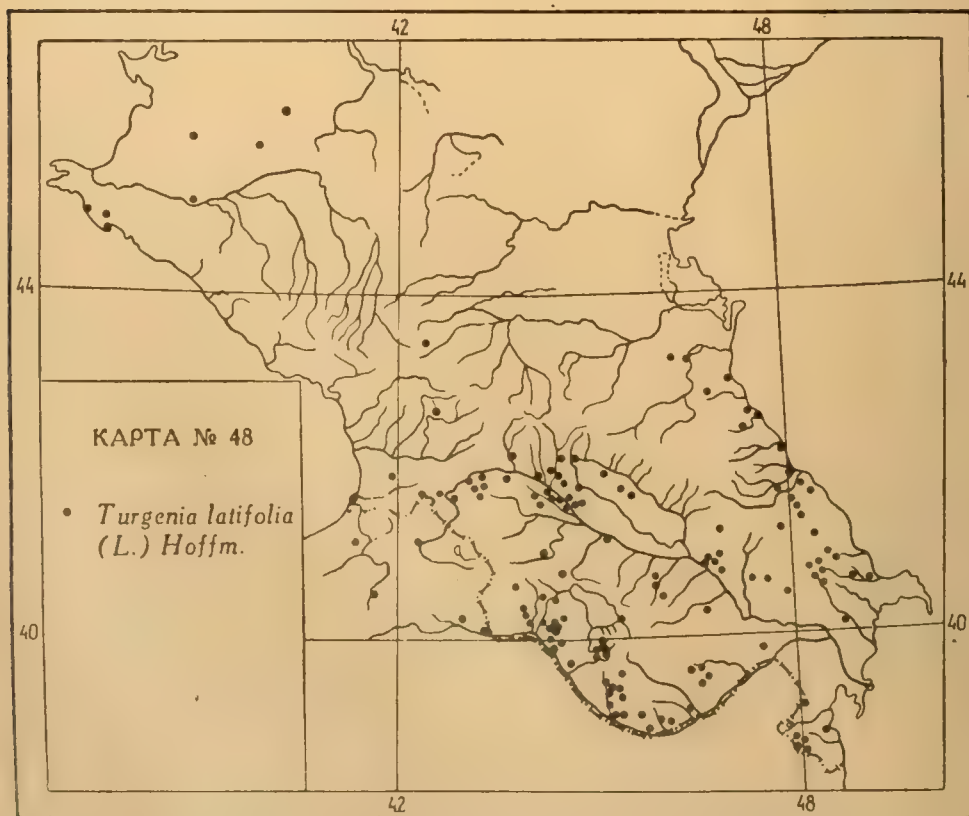 42 48
44 44
КАРТА № 48
Turgenia latifolia
(L.) Hoffm.
40 40
42 48